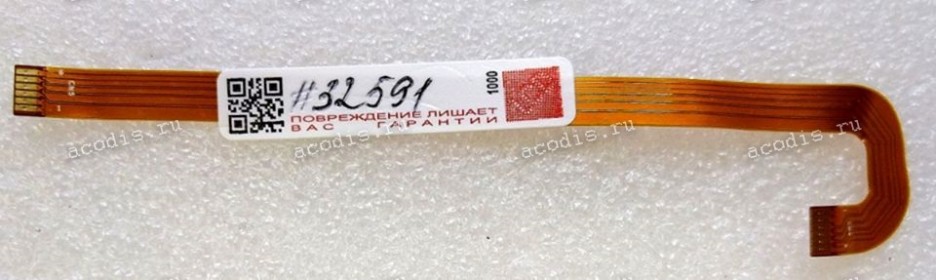 #32591
1000
ПОВРЕЖДЕНИЕ ЛИШАЕТ
ВАС ГАРАНТИИ
acodis.ru
acodis.ru
acodis.ru
acodis.ru